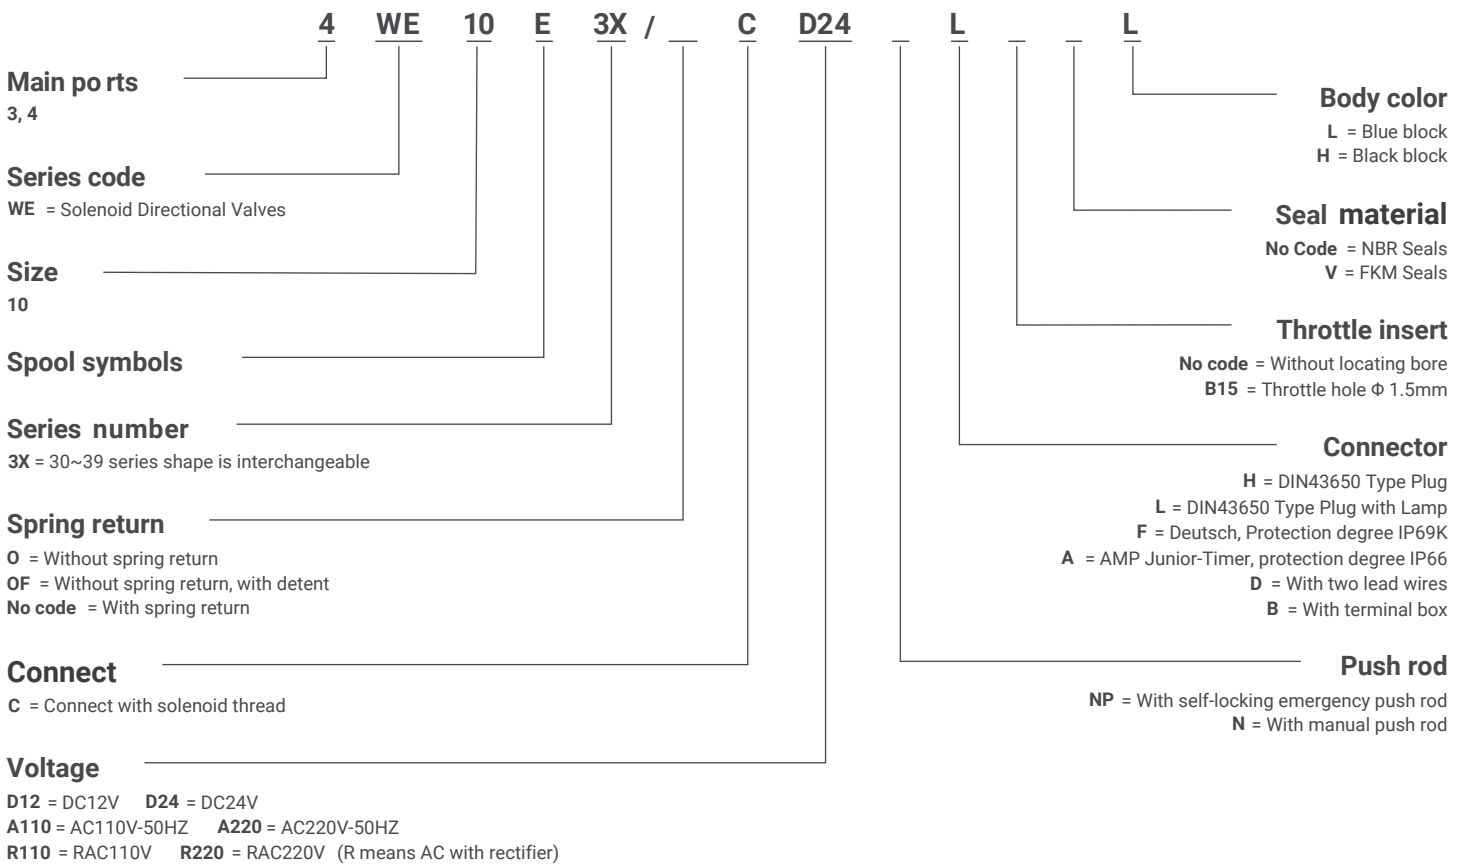 4 WE 10 E 3X / _ C D24 _ L _ _ L
Main po rts
3, 4
Series code
WE = Solenoid Directional Valves
Size
10
Spool symbols
Series number
3X = 30~39 series shape is interchangeable
Spring return
O = Without spring return
OF = Without spring return, with detent
No code = With spring return
Connect
C = Connect with solenoid thread
Voltage
D12 = DC12V D24 = DC24V
A110 = AC110V-50HZ A220 = AC220V-50HZ
R110 = RAC110V R220 = RAC220V (R means AC with rectifier)
Body color
L = Blue block
H = Black block
Seal material
No Code = NBR Seals
V = FKM Seals
Throttle insert
No code = Without locating bore
B15 = Throttle hole Φ 1.5mm
Connector
H = DIN43650 Type Plug
L = DIN43650 Type Plug with Lamp
F = Deutsch, Protection degree IP69K
A = AMP Junior-Timer, protection degree IP66
D = With two lead wires
B = With terminal box
Push rod
NP = With self-locking emergency push rod
N = With manual push rod